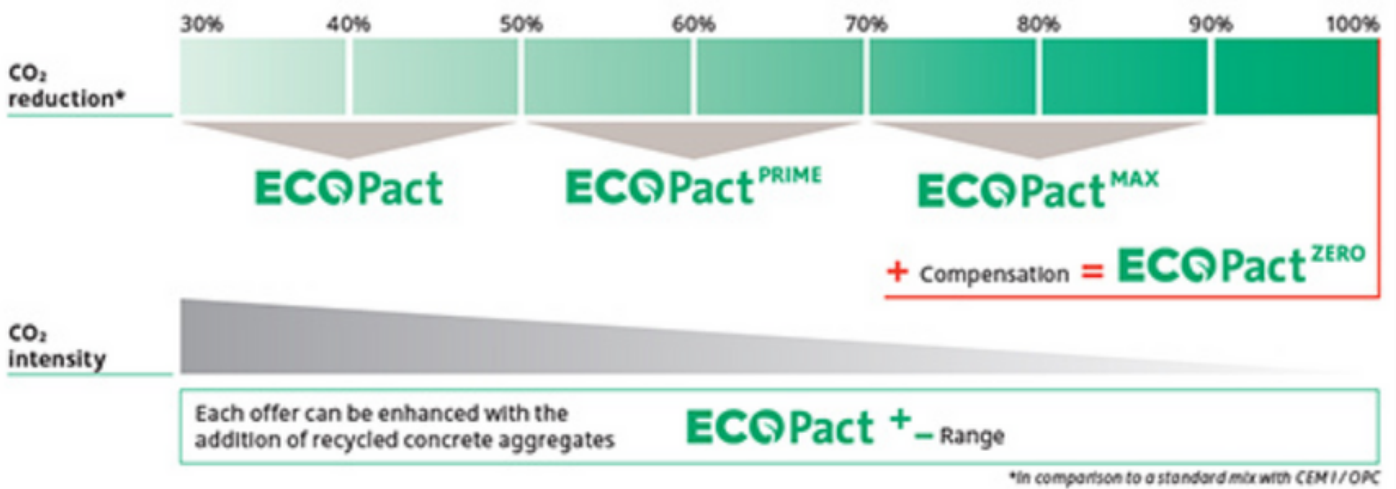 30% 40% 50% 60% 70% 80% 90% 100%
CO₂
reduction*
ECOPact
ECOPact PRIME
ECOPact MAX
+ Compensation = ECOPact ZERO
CO₂
intensity
Each offer can be enhanced with the
addition of recycled concrete aggregates
ECOPact +– Range
*In comparison to a standard mix with CEM I / OPC